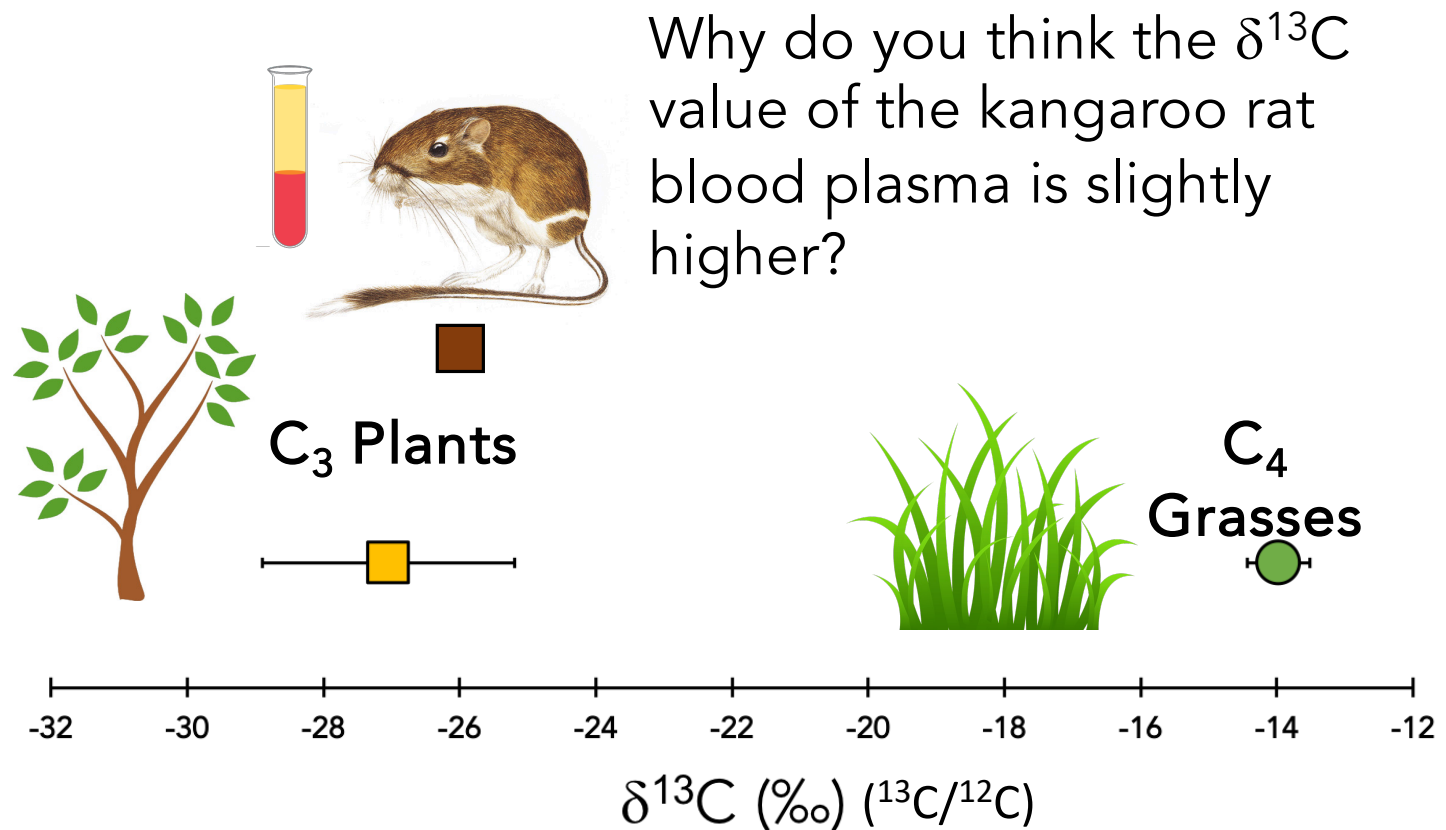 Why do you think the δ¹³C
value of the kangaroo rat
blood plasma is slightly
higher?
C₃ Plants
C₄
Grasses
-32 -30 -28 -26 -24 -22 -20 -18 -16 -14 -12
δ¹³C (‰) (¹³C/¹²C)